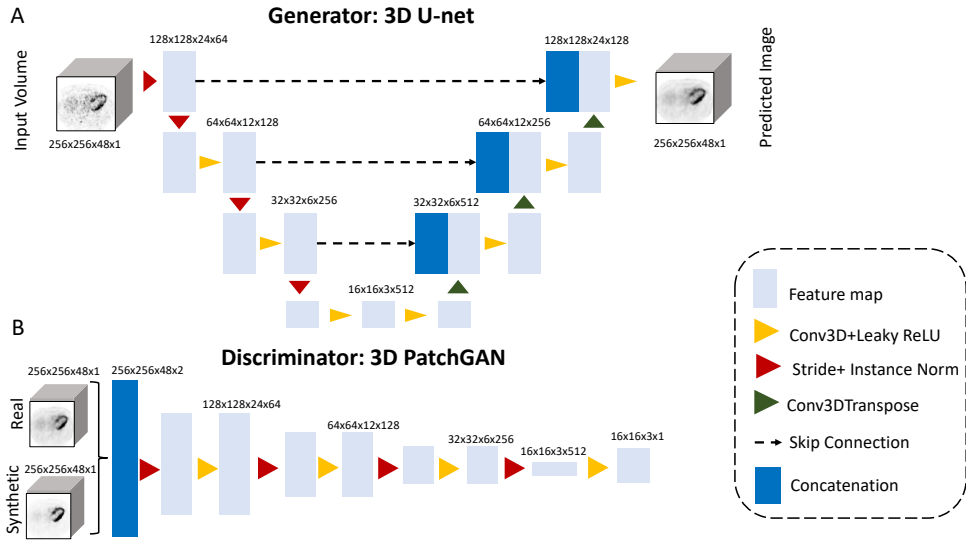 A
Generator: 3D U-net
Input Volume
256x256x48x1
128x128x24x64
64x64x12x128
32x32x6x256
16x16x3x512
32x32x6x512
64x64x12x256
128x128x24x128
256x256x48x1
Predicted Image
B
Discriminator: 3D PatchGAN
Real
256x256x48x1
Synthetic
256x256x48x1
256x256x48x2
128x128x24x64
64x64x12x128
32x32x6x256
16x16x3x512
16x16x3x1
Feature map
Conv3D+Leaky ReLU
Stride+ Instance Norm
Conv3DTranspose
Skip Connection
Concatenation